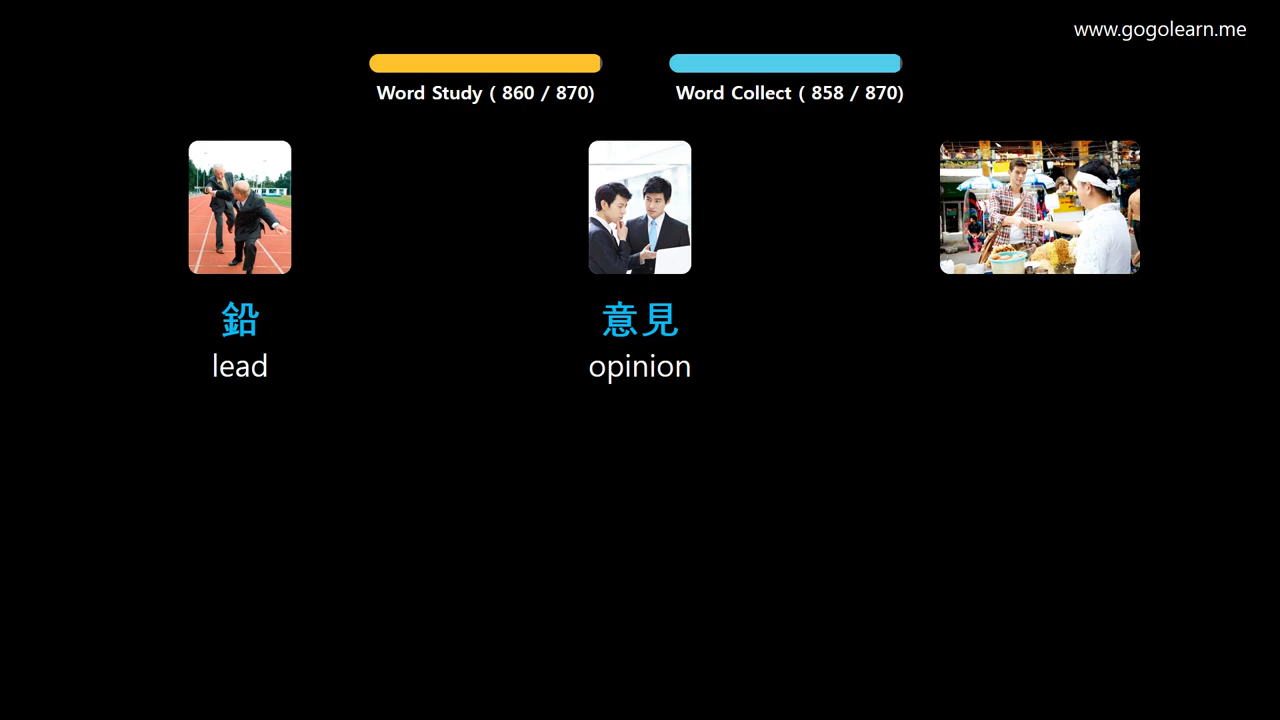 www.gogolearn.me
Word Study ( 860 / 870)
Word Collect ( 858 / 870)
鉛
lead
意見
opinion